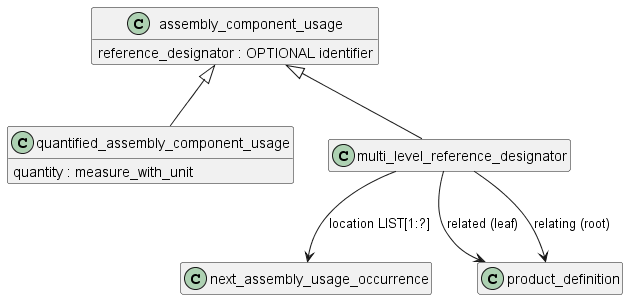 C assembly_component_usage
reference_designator : OPTIONAL identifier
C quantified_assembly_component_usage
quantity : measure_with_unit
C multi_level_reference_designator
location LIST[1:?]
related (leaf)
relating (root)
C next_assembly_usage_occurrence
C product_definition